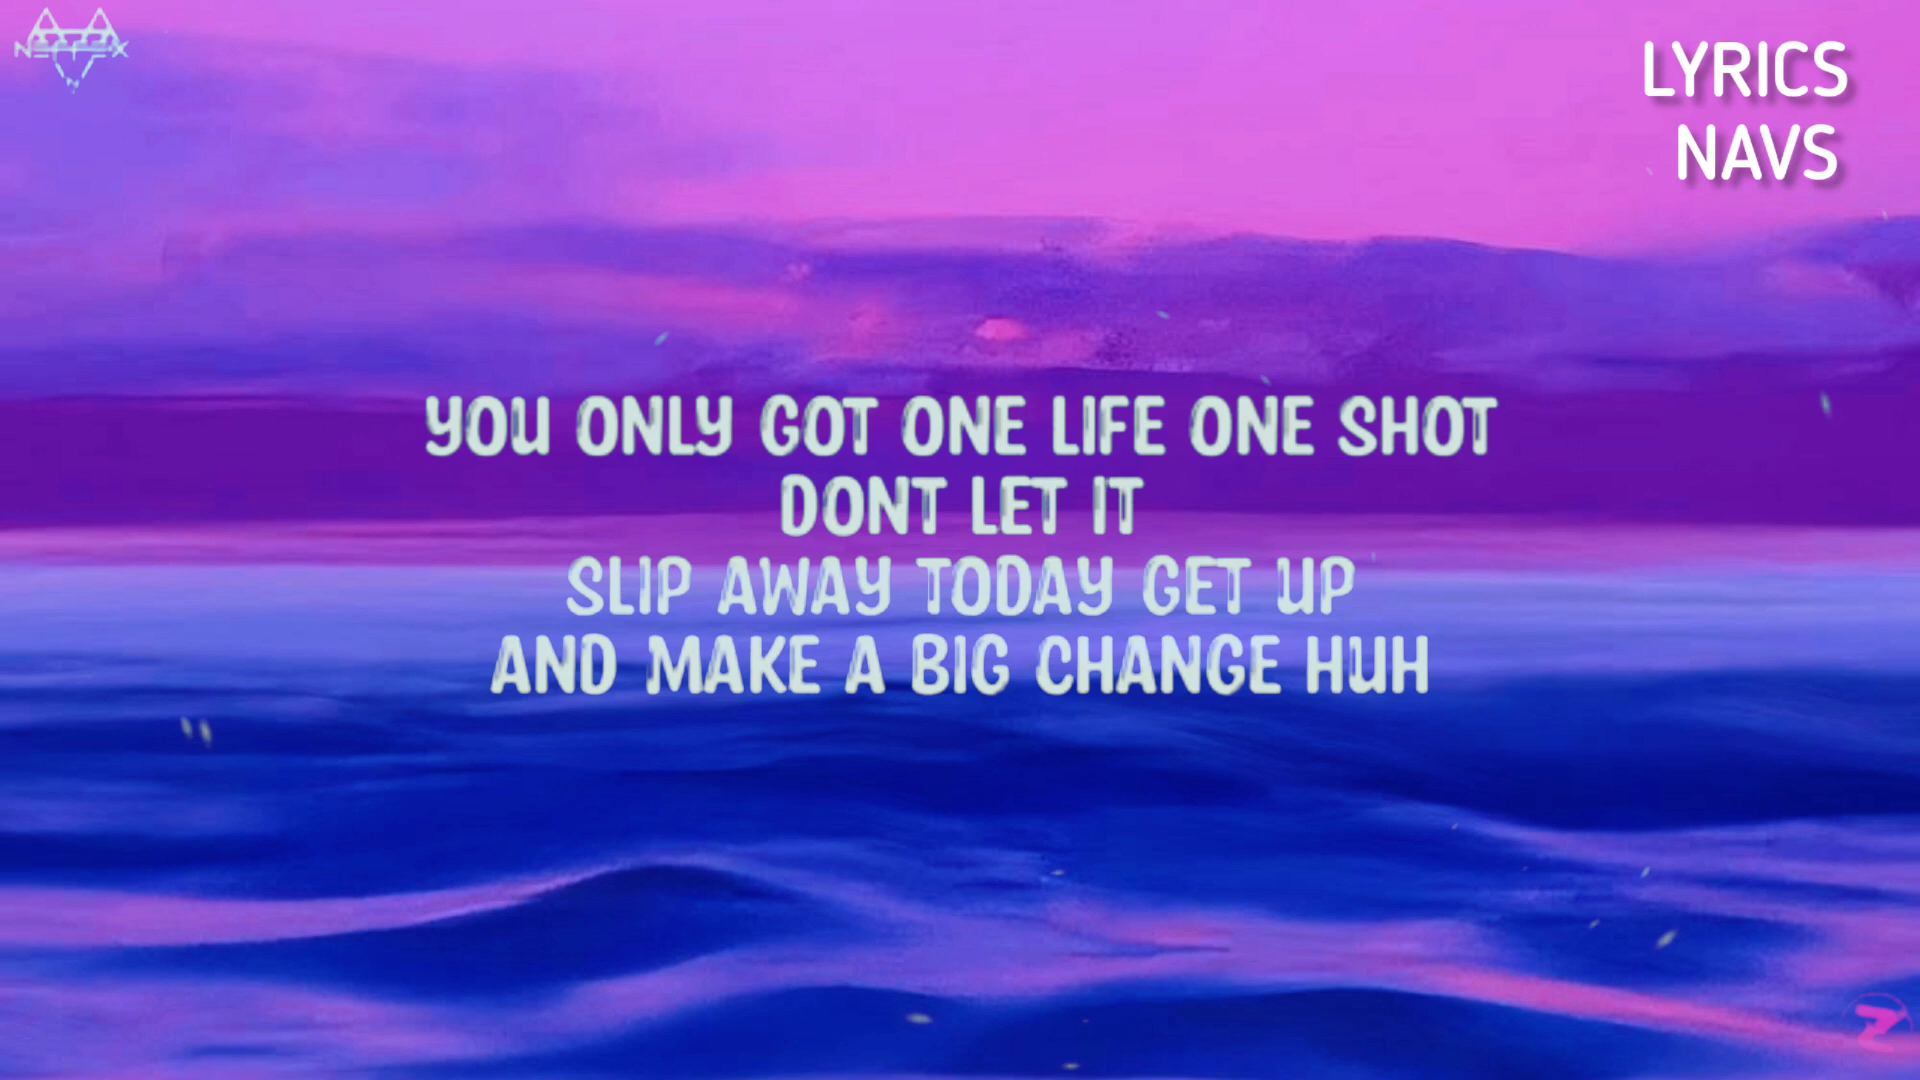 NEFFEX
LYRICS
NAVS
YOU ONLY GOT ONE LIFE ONE SHOT
DONT LET IT
SLIP AWAY TODAY GET UP
AND MAKE A BIG CHANGE HUH
Z